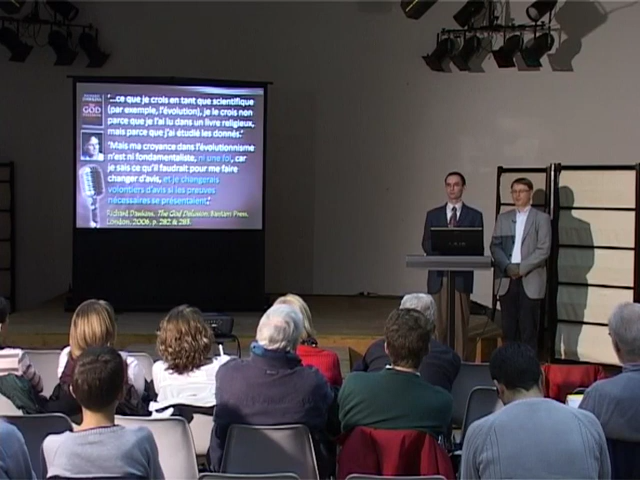 GOD
"...ce que je crois en tant que scientifique
(par exemple, l'évolution), je le crois non
parce que je l'ai lu dans un livre religieux,
mais parce que j'ai étudié les donnés."
"Mais ma croyance dans l'évolutionnisme
n'est ni fondamentaliste, ni une foi, car
je sais ce qu'il faudrait pour me faire
changer d'avis, et je changerais
volontiers d'avis si les preuves
nécessaires se présentaient."
Richard Dawkins, The God Delusion, Bantam Press,
London, 2006, p. 282 & 283.